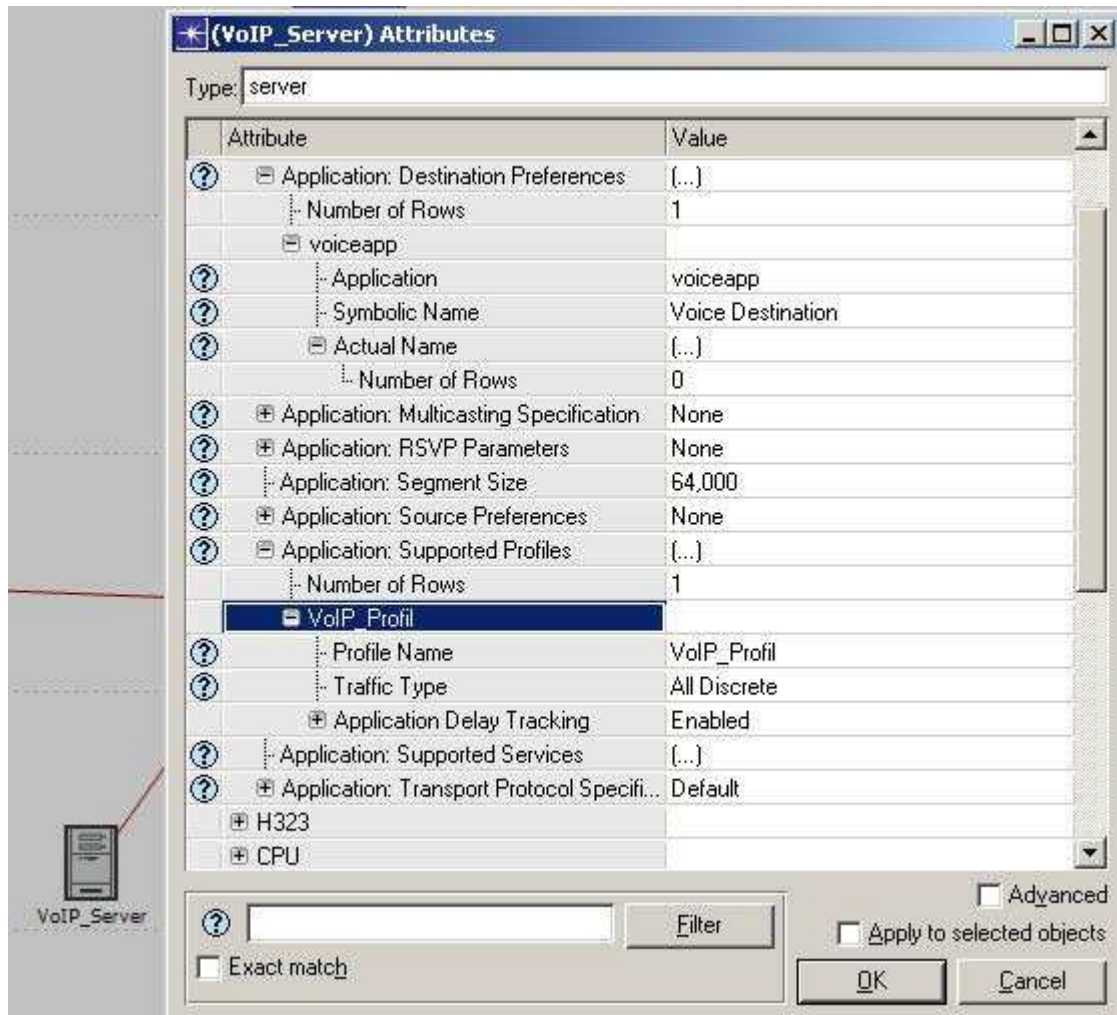 (VoIP_Server) Attributes
Type: server
Attribute Value
Application: Destination Preferences (...)
Number of Rows 1
voiceapp
Application voiceapp
Symbolic Name Voice Destination
Actual Name (...)
Number of Rows 0
Application: Multicasting Specification None
Application: RSVP Parameters None
Application: Segment Size 64,000
Application: Source Preferences None
Application: Supported Profiles (...)
Number of Rows 1
VoIP_Profil
Profile Name VoIP_Profil
Traffic Type All Discrete
Application Delay Tracking Enabled
Application: Supported Services (...)
Application: Transport Protocol Specifi... Default
H323
CPU
VoIP_Server
Advanced
Filter
Apply to selected objects
Exact match
OK Cancel